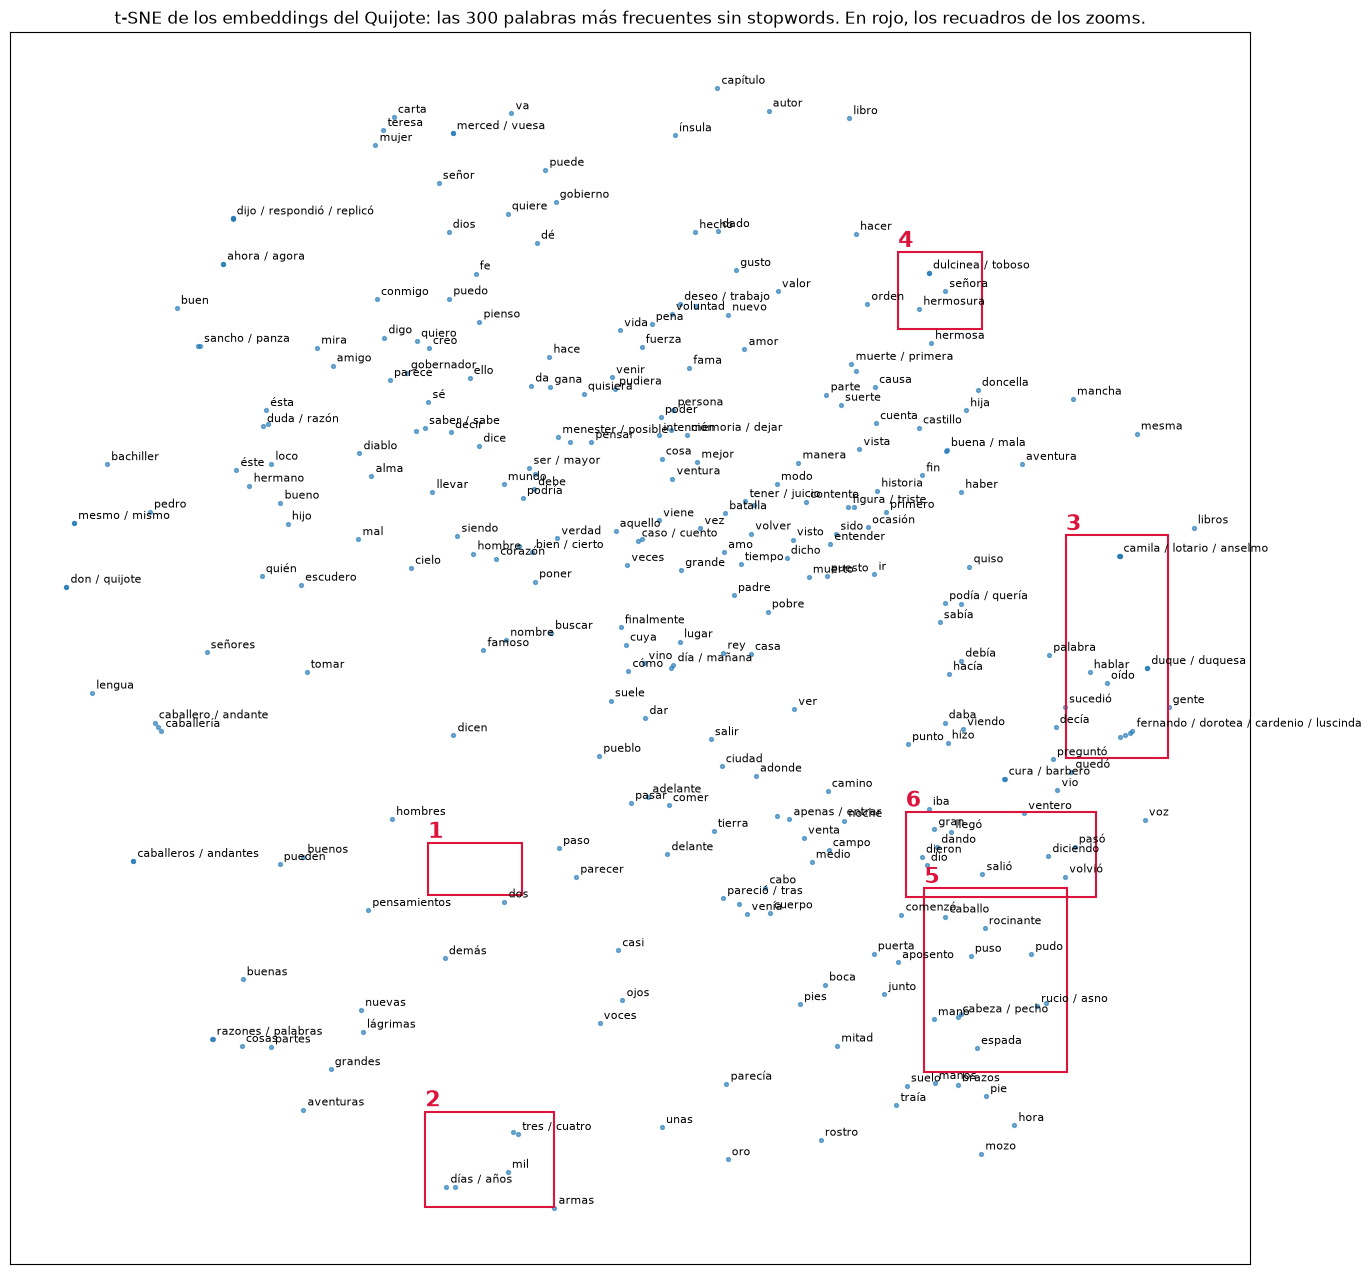 t-SNE de los embeddings del Quijote: las 300 palabras más frecuentes sin stopwords. En rojo, los recuadros de los zooms.
capítulo
autor
carta
va
libro
teresa
merced / vuesa
ínsula
mujer
puede
señor
gobierno
quiere
dijo / respondió / replicó
dios
hecho
dado
hacer
dé
4
ahora / agora
fe
gusto
dulcinea / toboso
valor
señora
buen
conmigo
puedo
deseo / trabajo
orden
hermosura
voluntad
nuevo
pienso
vida
pena
sancho / panza
mira
digo
quiero
creo
fuerza
amor
hermosa
hace
amigo
gobernador
parece
ello
fama
muerte / primera
venir
pudiera
da
gana
quisiera
parte
causa
doncella
suerte
mancha
sé
ésta
persona
poder
hija
duda / razón
saber / sabe
decir
cuenta
castillo
mesma
menester / posible
intención
memoria / dejar
dice
pensar
diablo
vista
buena / mala
bachiller
éste
loco
alma
ser / mayor
cosa
mejor
manera
aventura
hermano
mundo
debe
ventura
fin
llevar
podría
modo
historia
haber
bueno
tener / juicio
contento
pedro
batalla
figura / triste
primero
mesmo / mismo
hijo
viene
ocasión
libros
mal
siendo
verdad
aquello
vez
volver
visto
sido
3
hombre
bien / cierto
caso / cuento
entender
corazón
amo
camila / lotario / anselmo
cielo
veces
grande
tiempo
dicho
quiso
quién
escudero
poner
muerto
puesto
ir
don / quijote
padre
pobre
podía / quería
sabía
finalmente
nombre
buscar
famoso
cuya
lugar
señores
rey
casa
palabra
debía
vino
día / mañana
tomar
cómo
hacía
hablar
duque / duquesa
oído
lengua
suele
dar
ver
sucedió
gente
caballero / andante
caballería
daba
decía
fernando / dorotea / cardenio / luscinda
dicen
viendo
salir
punto
hizo
pueblo
preguntó
ciudad
quedó
adonde
cura / barbero
vio
camino
adelante
pasar
comer
6
iba
ventero
hombres
apenas / entrar
noche
voz
1
tierra
gran
llegó
venta
paso
campo
dando
pasó
caballeros / andantes
buenos
pueden
delante
medio
dieron
dio
diciendo
parecer
salió
volvió
5
cabo
dos
pareció / tras
pensamientos
venía
cuerpo
comenzó
caballo
rocinante
demás
casi
puerta
aposento
puso
pudo
buenas
boca
junto
nuevas
ojos
pies
rucio / asno
lágrimas
voces
mano
cabeza / pecho
razones / palabras
cosas
partes
mitad
espada
grandes
parecía
suelo
manos
brazos
pie
aventuras
2
traía
tres / cuatro
unas
hora
rostro
oro
mozo
mil
días / años
armas